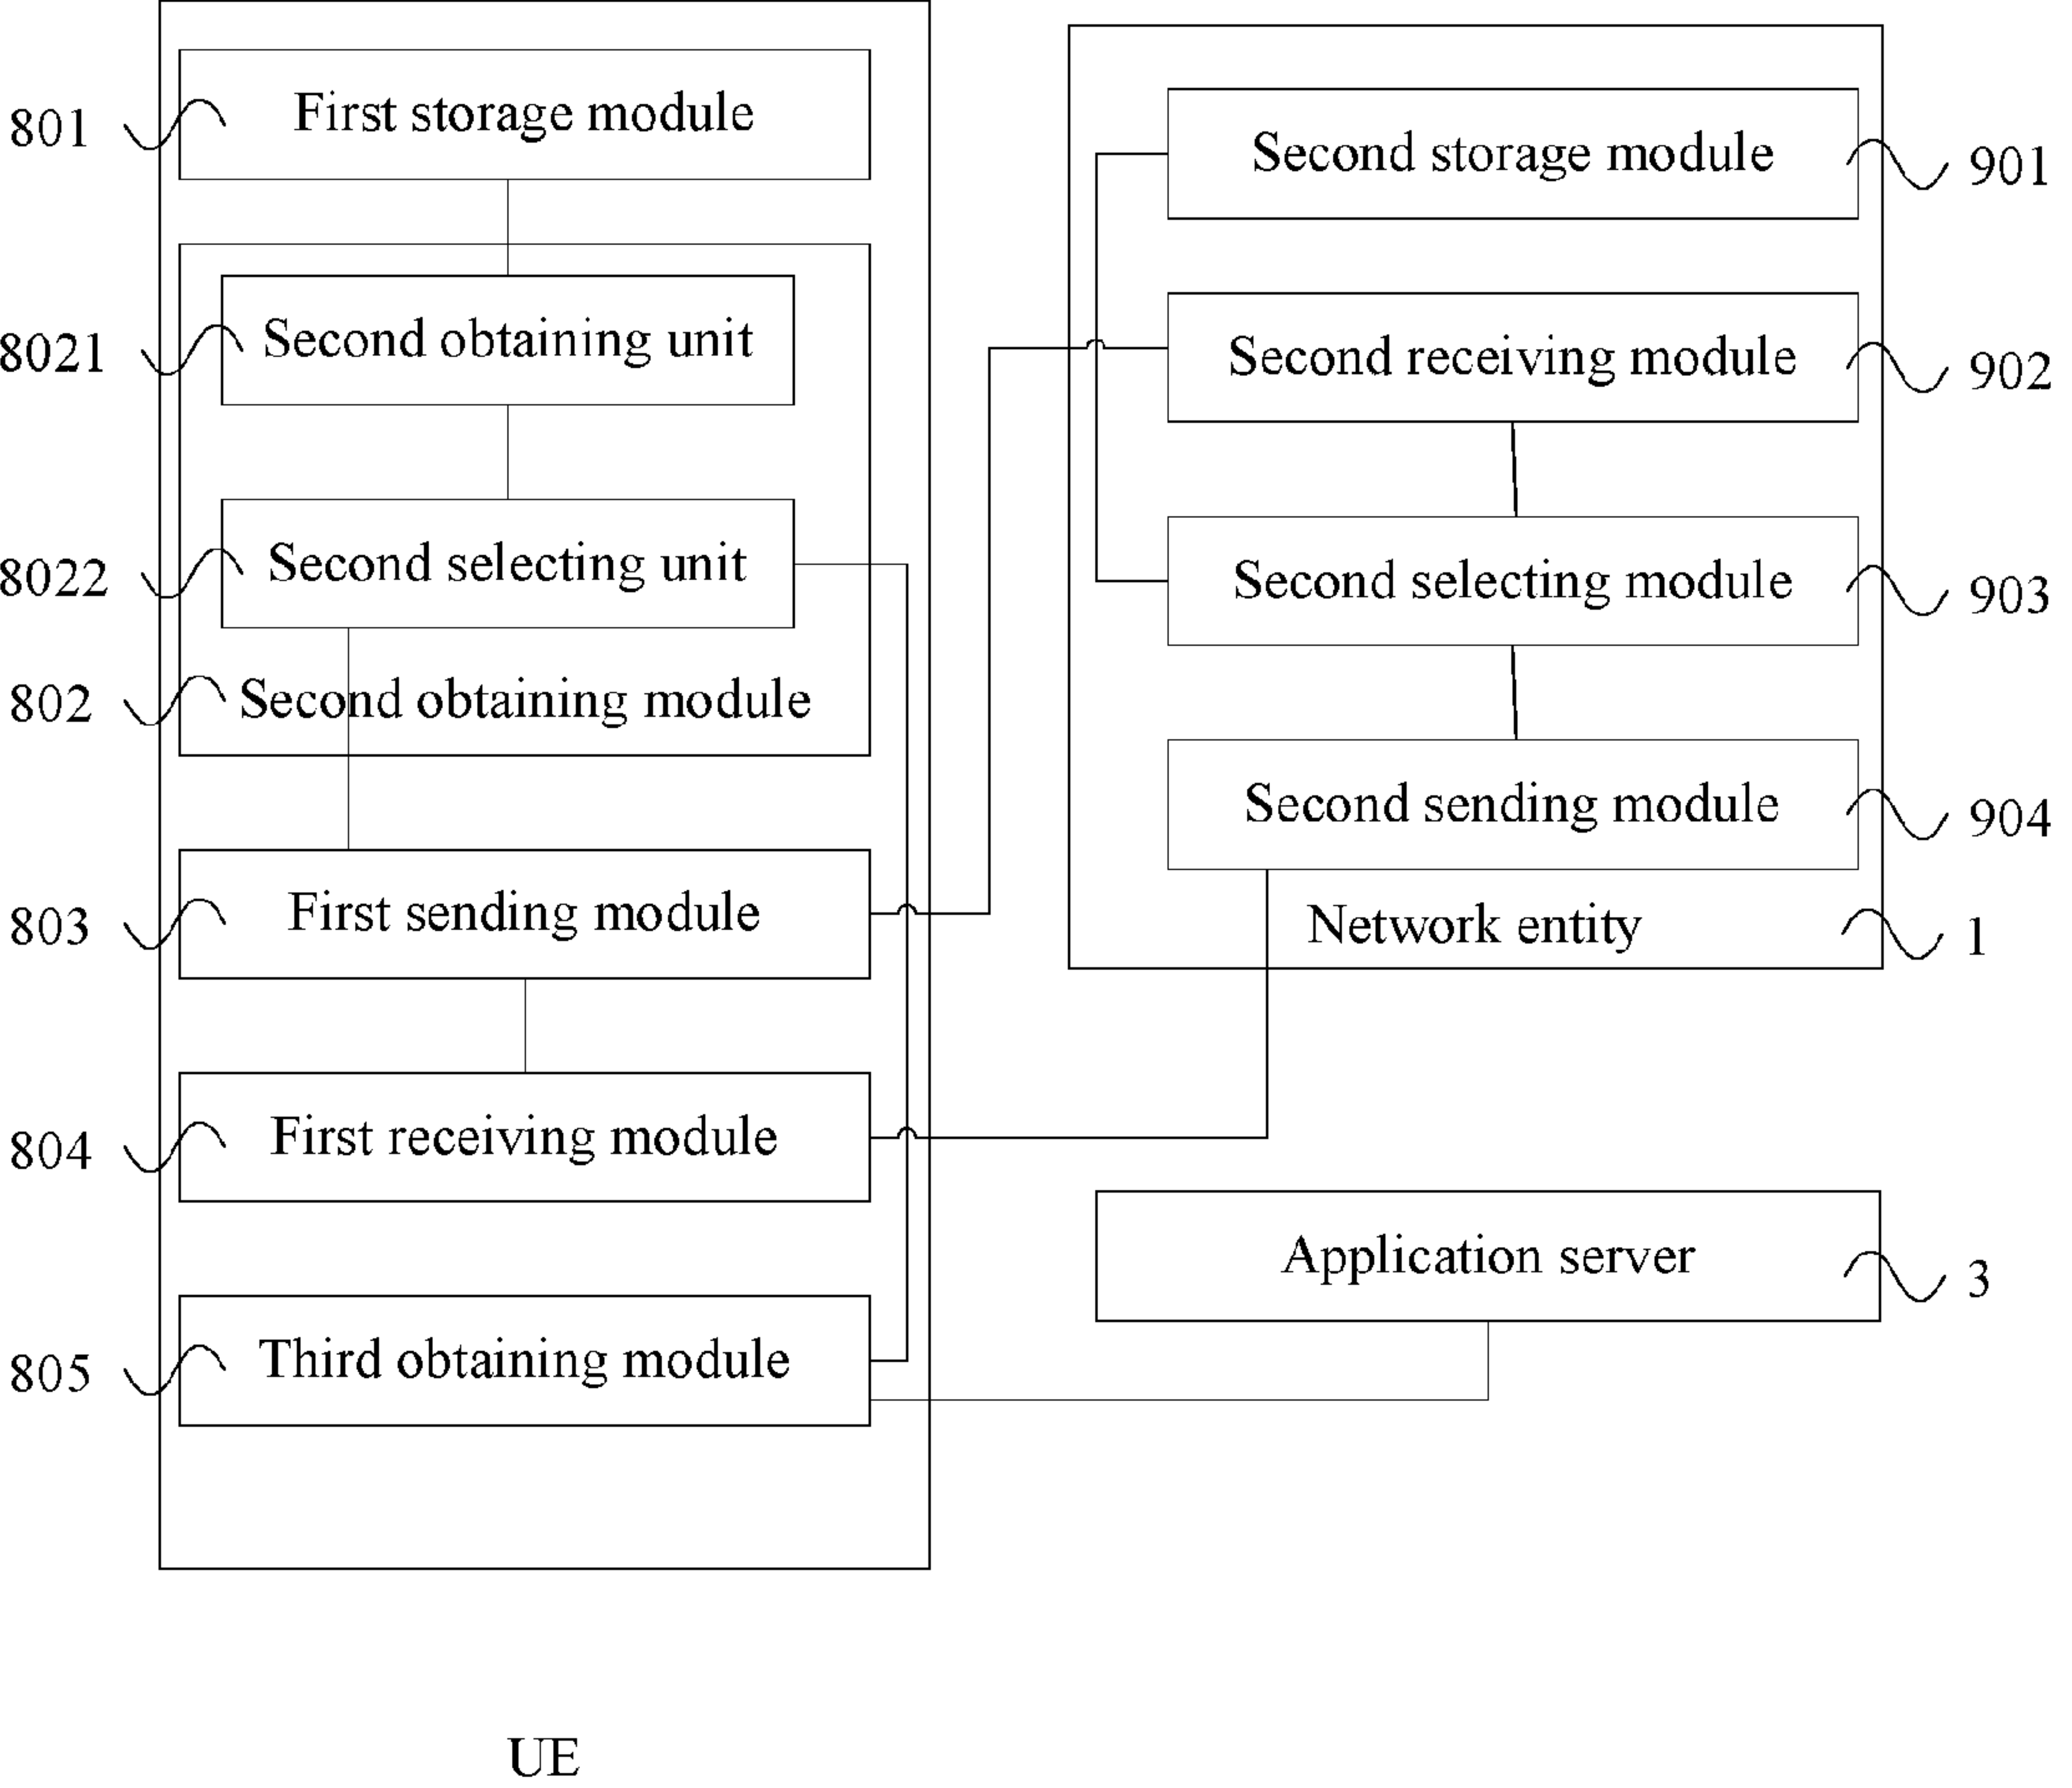 801
First storage module
8021
Second obtaining unit
8022
Second selecting unit
802
Second obtaining module
803
First sending module
804
First receiving module
805
Third obtaining module
UE
Second storage module
901
Second receiving module
902
Second selecting module
903
Second sending module
904
Network entity
1
Application server
3